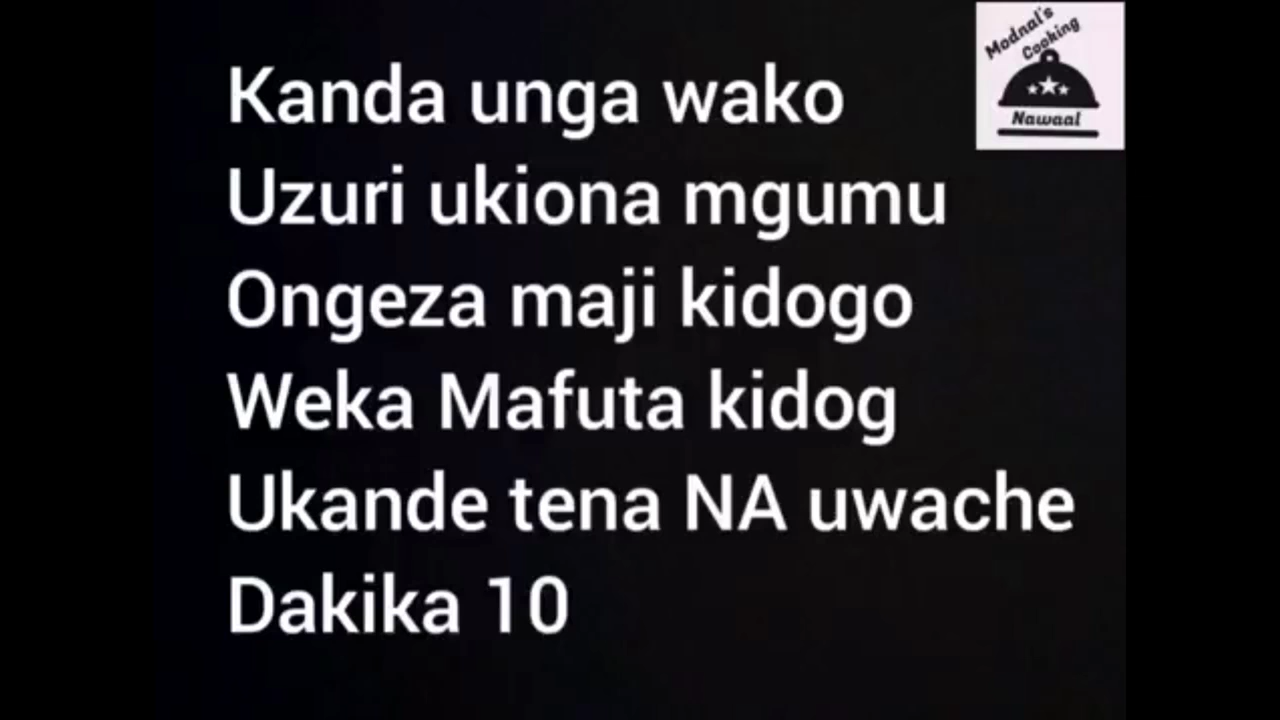 Modnal's
Cooking
Nawaal
Kanda unga wako
Uzuri ukiona mgumu
Ongeza maji kidogo
Weka Mafuta kidog
Ukande tena NA uwache
Dakika 10